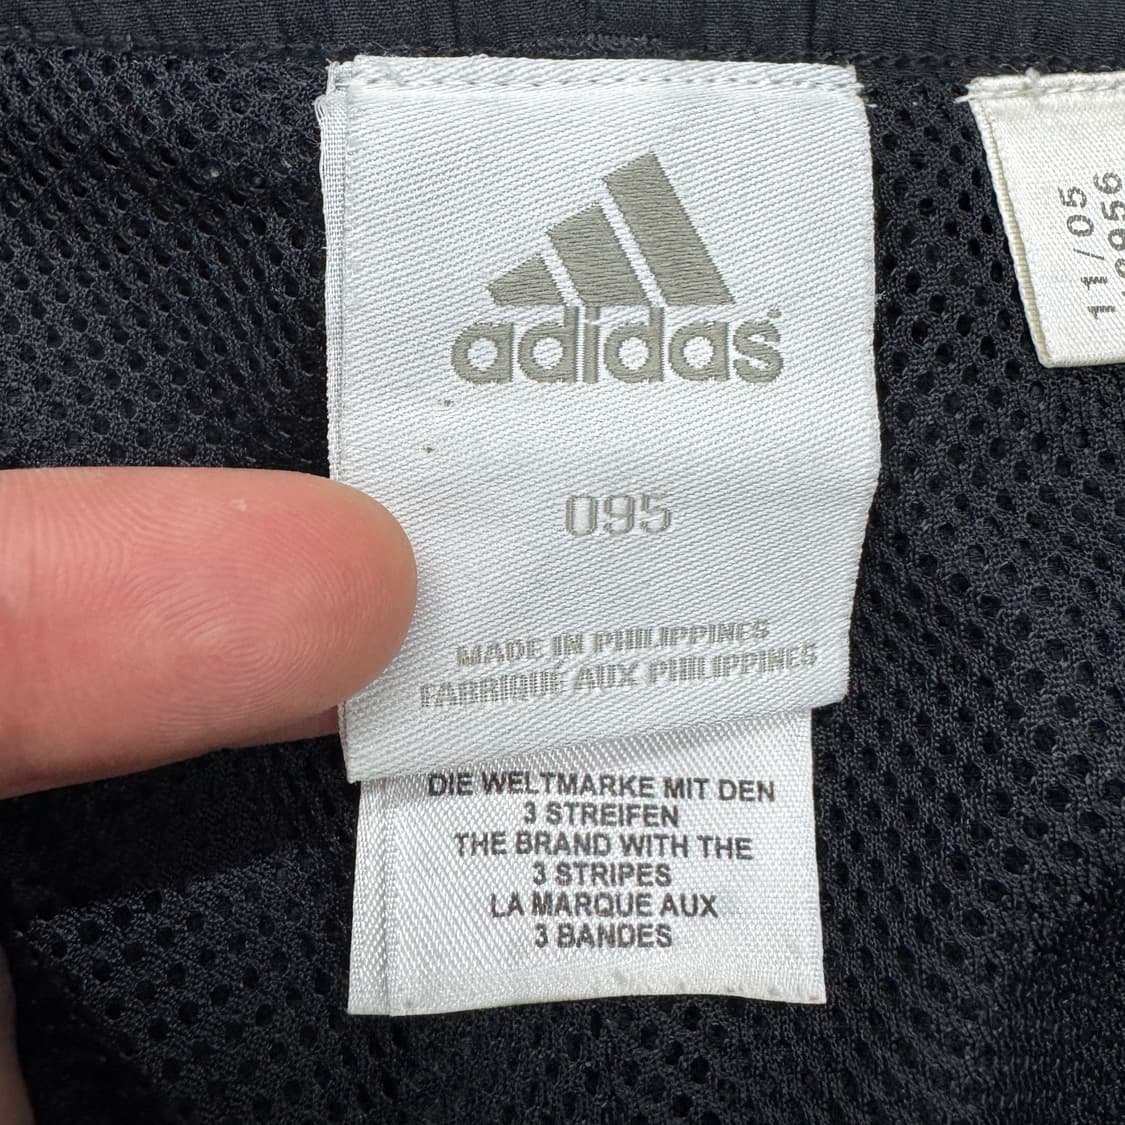 adidas
095
MADE IN PHILIPPINES
FABRIQUÉ AUX PHILIPPINES
DIE WELTMARKE MIT DEN
3 STREIFEN
THE BRAND WITH THE
3 STRIPES
LA MARQUE AUX
3 BANDES
11/05